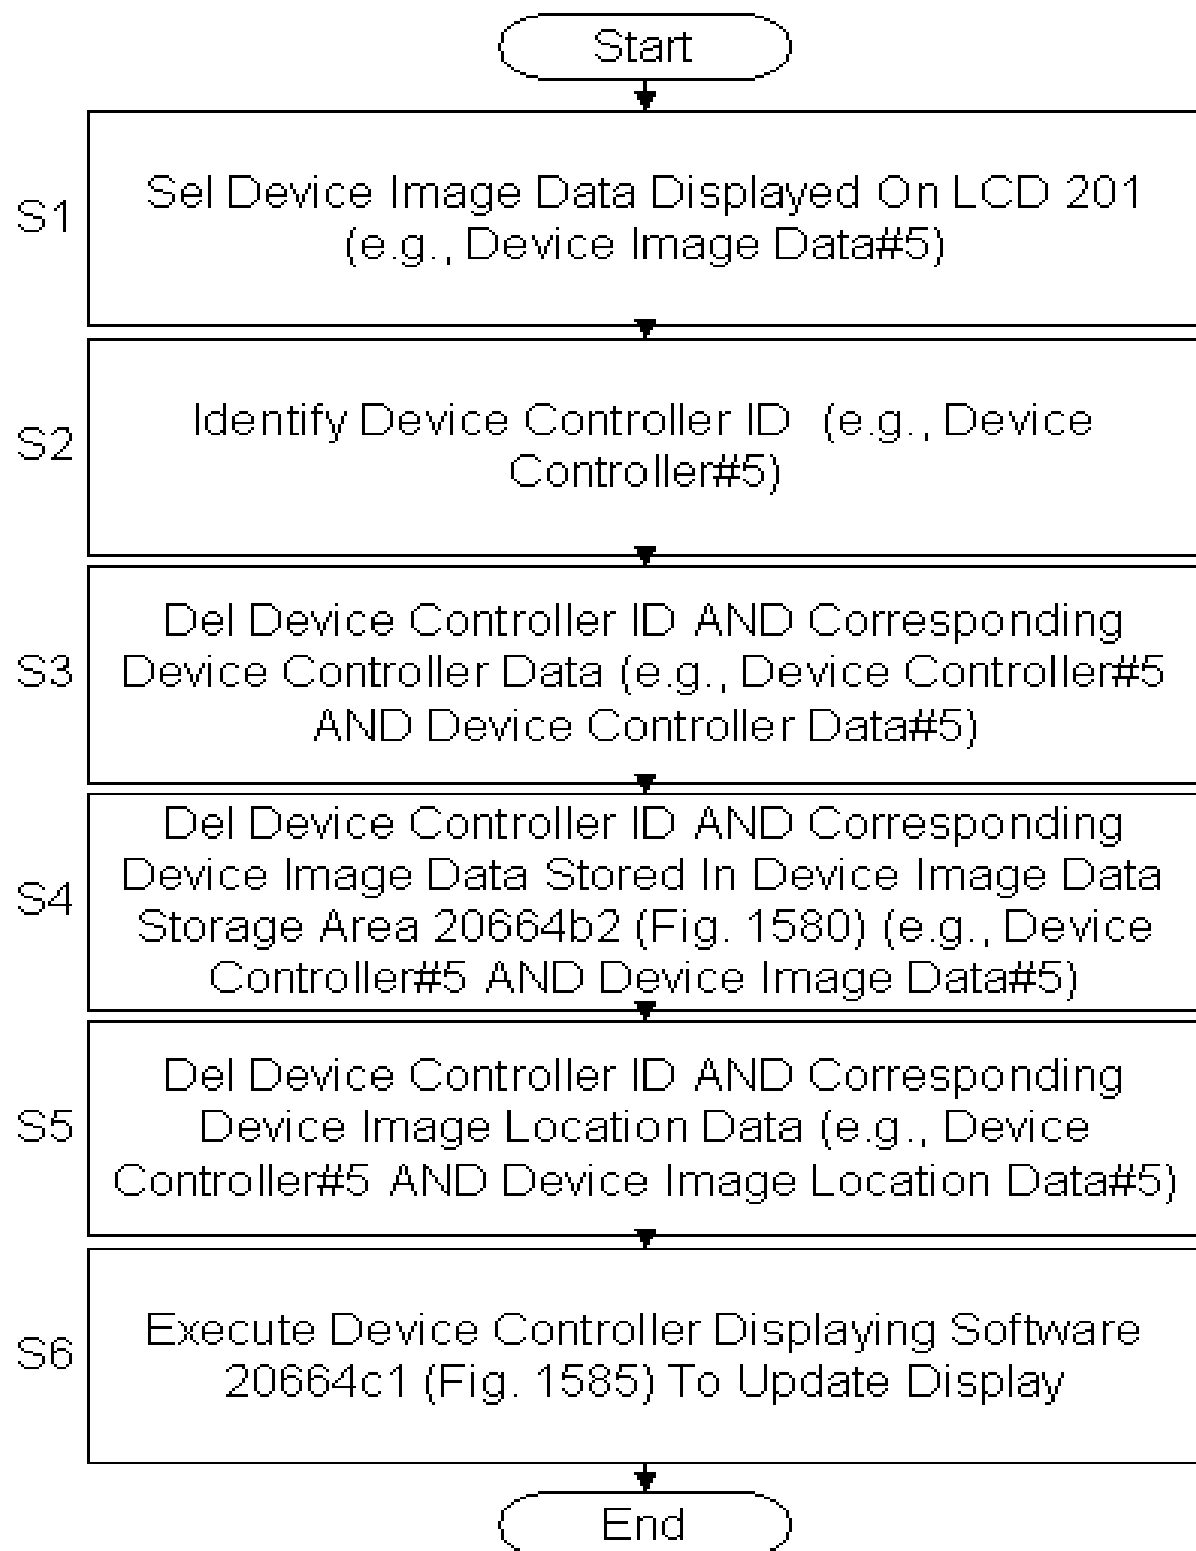 Start
S1
Sel Device Image Data Displayed On LCD 201
(e.g., Device Image Data#5)
S2
Identify Device Controller ID (e.g., Device
Controller#5)
S3
Del Device Controller ID AND Corresponding
Device Controller Data (e.g., Device Controller#5
AND Device Controller Data#5)
S4
Del Device Controller ID AND Corresponding
Device Image Data Stored In Device Image Data
Storage Area 20664b2 (Fig. 1580) (e.g., Device
Controller#5 AND Device Image Data#5)
S5
Del Device Controller ID AND Corresponding
Device Image Location Data (e.g., Device
Controller#5 AND Device Image Location Data#5)
S6
Execute Device Controller Displaying Software
20664c1 (Fig. 1585) To Update Display
End